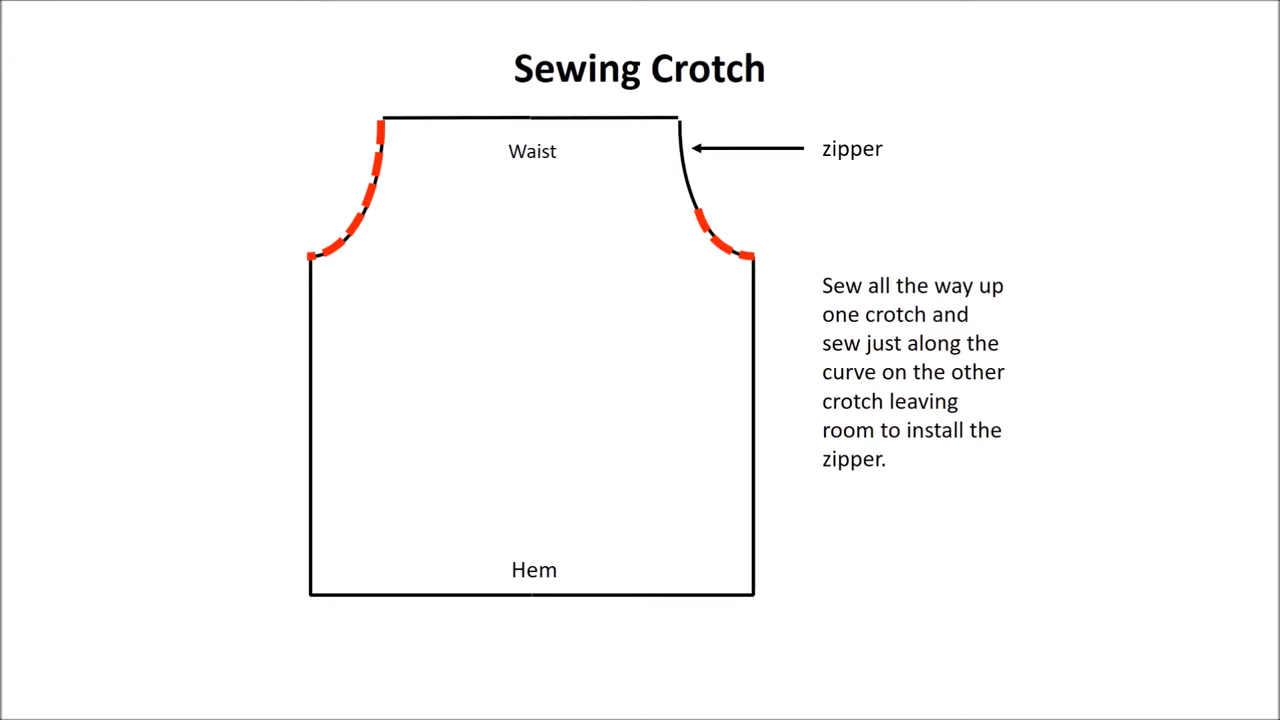 Sewing Crotch
Waist
zipper
Sew all the way up
one crotch and
sew just along the
curve on the other
crotch leaving
room to install the
zipper.
Hem